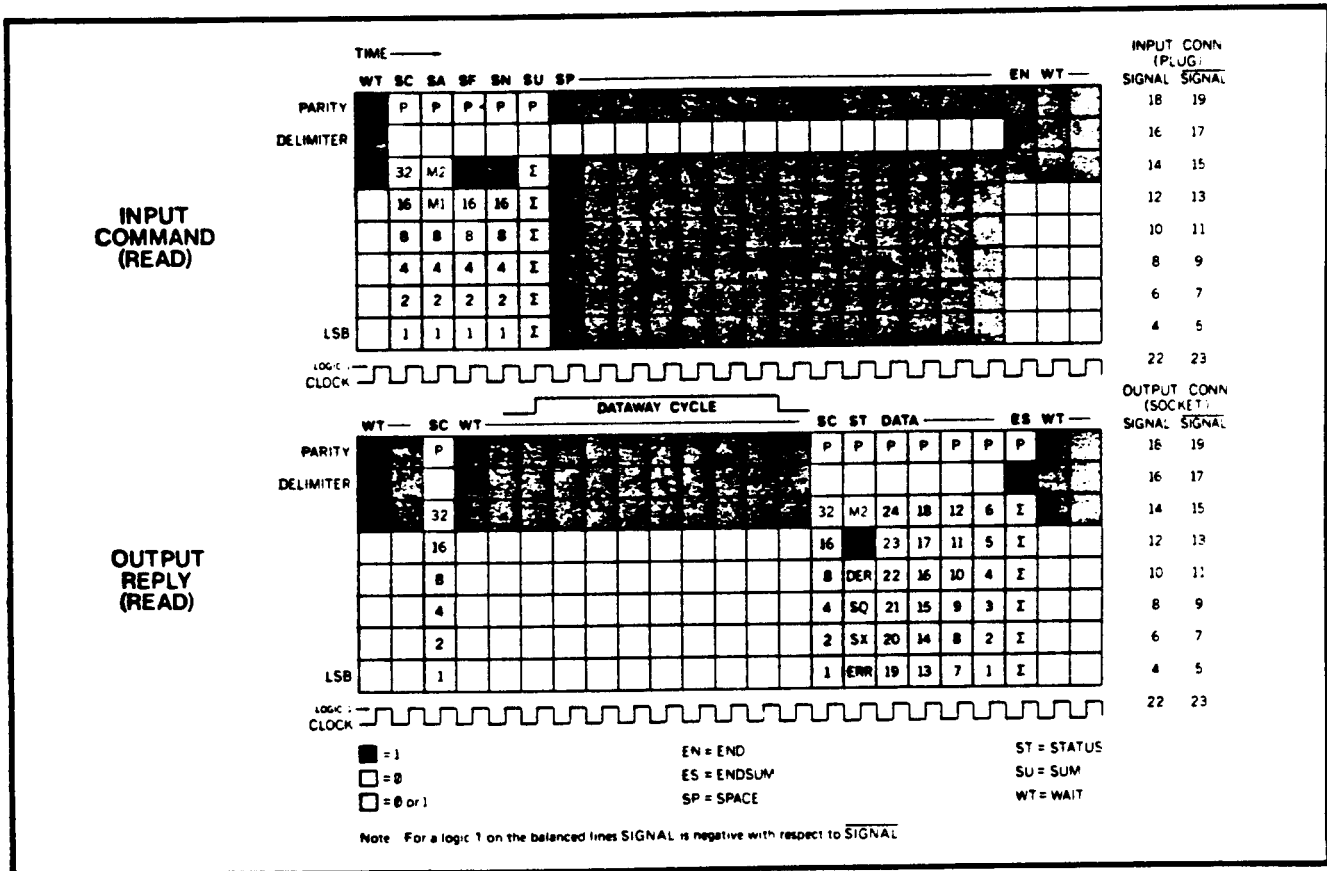 TIME
INPUT CONN
(PLUG)
WT SC SA SF SN SU SP EN WT
SIGNAL SIGNAL
PARITY P P P P P 18 19
DELIMITER 16 17
32 M2 Σ 14 15
INPUT
COMMAND
(READ)
16 M1 16 16 Σ 12 13
8 8 8 8 Σ 10 11
4 4 4 4 Σ 8 9
2 2 2 2 Σ 6 7
LSB 1 1 1 1 Σ 4 5
LOGIC 1
CLOCK 22 23
DATAWAY CYCLE
OUTPUT CONN
(SOCKET)
WT SC WT SC ST DATA ES WT
SIGNAL SIGNAL
PARITY P P P P P P P P 18 19
DELIMITER 16 17
32 32 M2 24 18 12 6 Σ 14 15
OUTPUT
REPLY
(READ)
16 16 23 17 11 5 Σ 12 13
8 8 DER 22 16 10 4 Σ 10 11
4 4 SQ 21 15 9 3 Σ 8 9
2 2 SX 20 14 8 2 Σ 6 7
LSB 1 1 ERR 19 13 7 1 Σ 4 5
LOGIC 1
CLOCK 22 23
= 1 EN = END ST = STATUS
= 0 ES = ENDSUM SU = SUM
= 0 or 1 SP = SPACE WT = WAIT
Note For a logic 1 on the balanced lines SIGNAL is negative with respect to SIGNAL